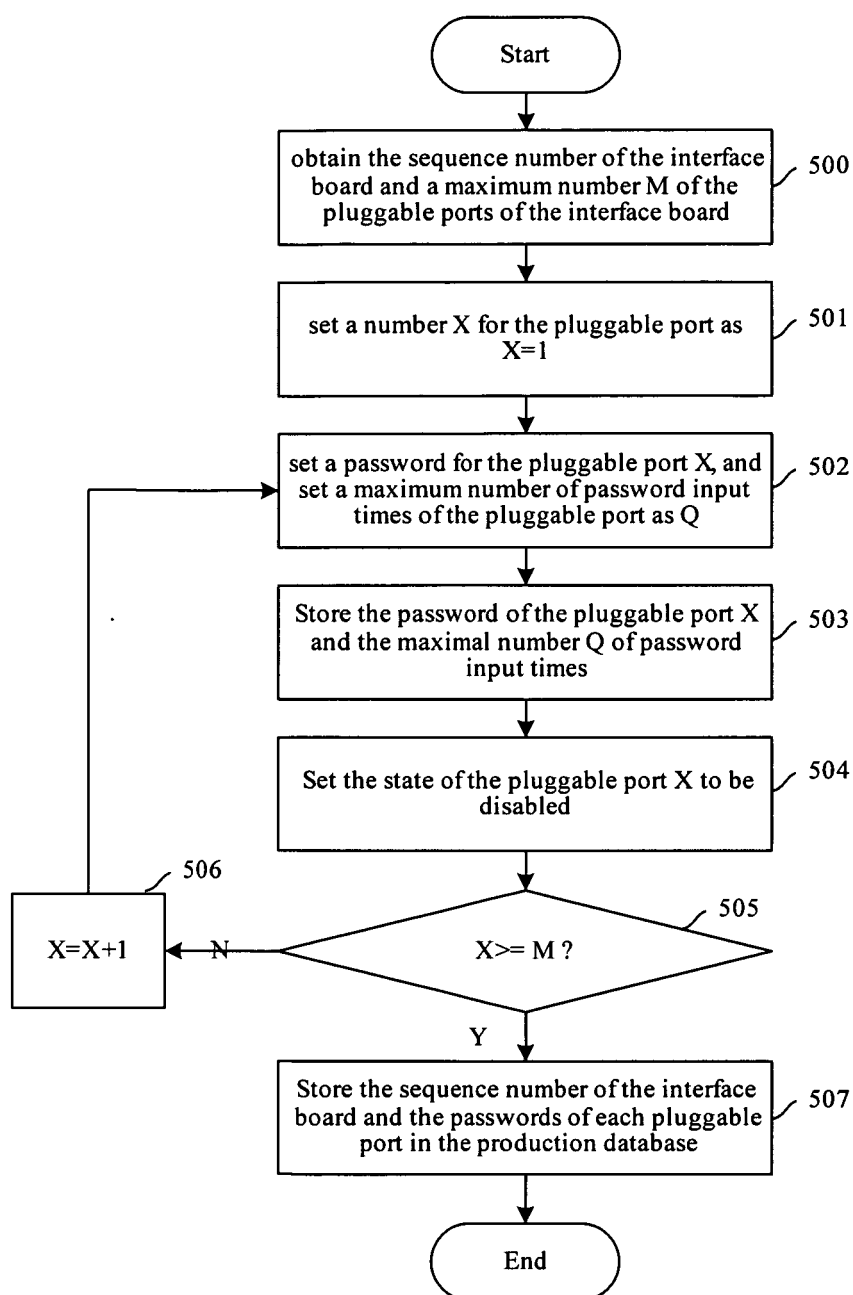 Start
obtain the sequence number of the interface
board and a maximum number M of the
pluggable ports of the interface board
500
set a number X for the pluggable port as
X=1
501
set a password for the pluggable port X, and
set a maximum number of password input
times of the pluggable port as Q
502
Store the password of the pluggable port X
and the maximal number Q of password
input times
503
Set the state of the pluggable port X to be
disabled
504
506
X=X+1
N
X>= M ?
505
Y
Store the sequence number of the interface
board and the passwords of each pluggable
port in the production database
507
End